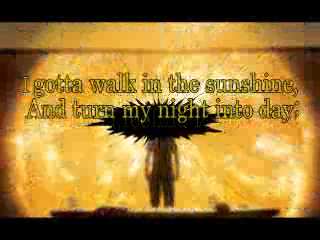 I gotta walk in the sunshine,
And turn my night into day;